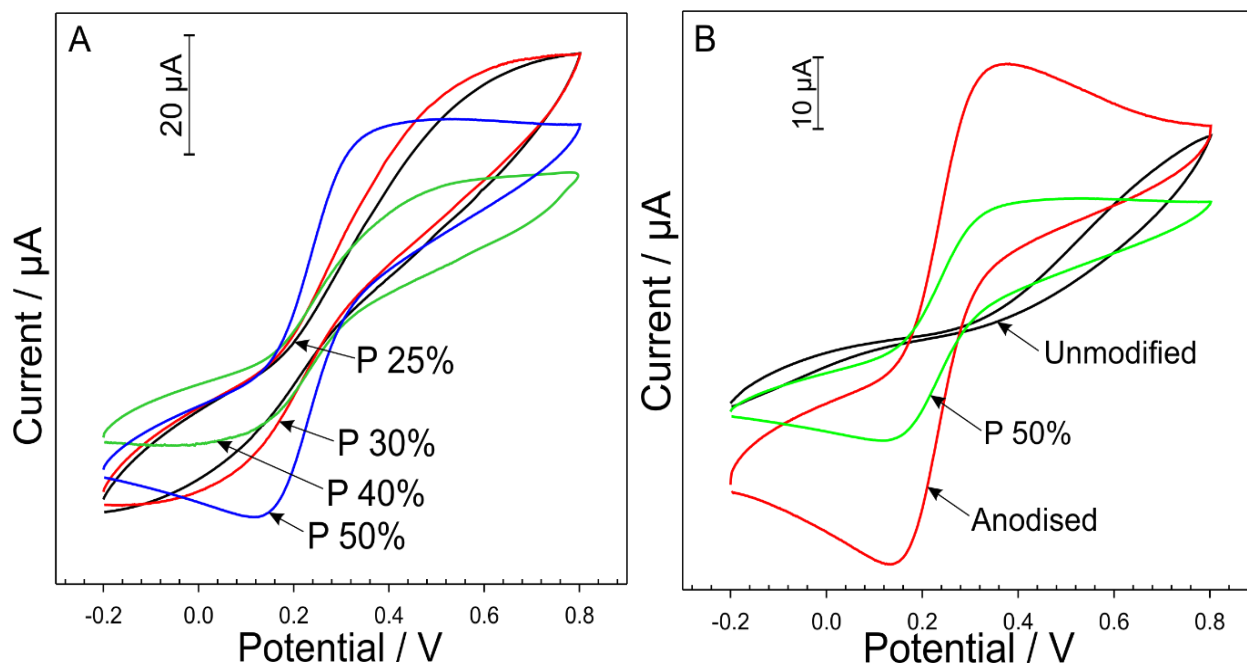 A
20 µA
P 25%
P 30%
P 40%
P 50%
Current / µA
-0.2 0.0 0.2 0.4 0.6 0.8
Potential / V
B
10 µA
Unmodified
P 50%
Anodised
Current / µA
-0.2 0.0 0.2 0.4 0.6 0.8
Potential / V